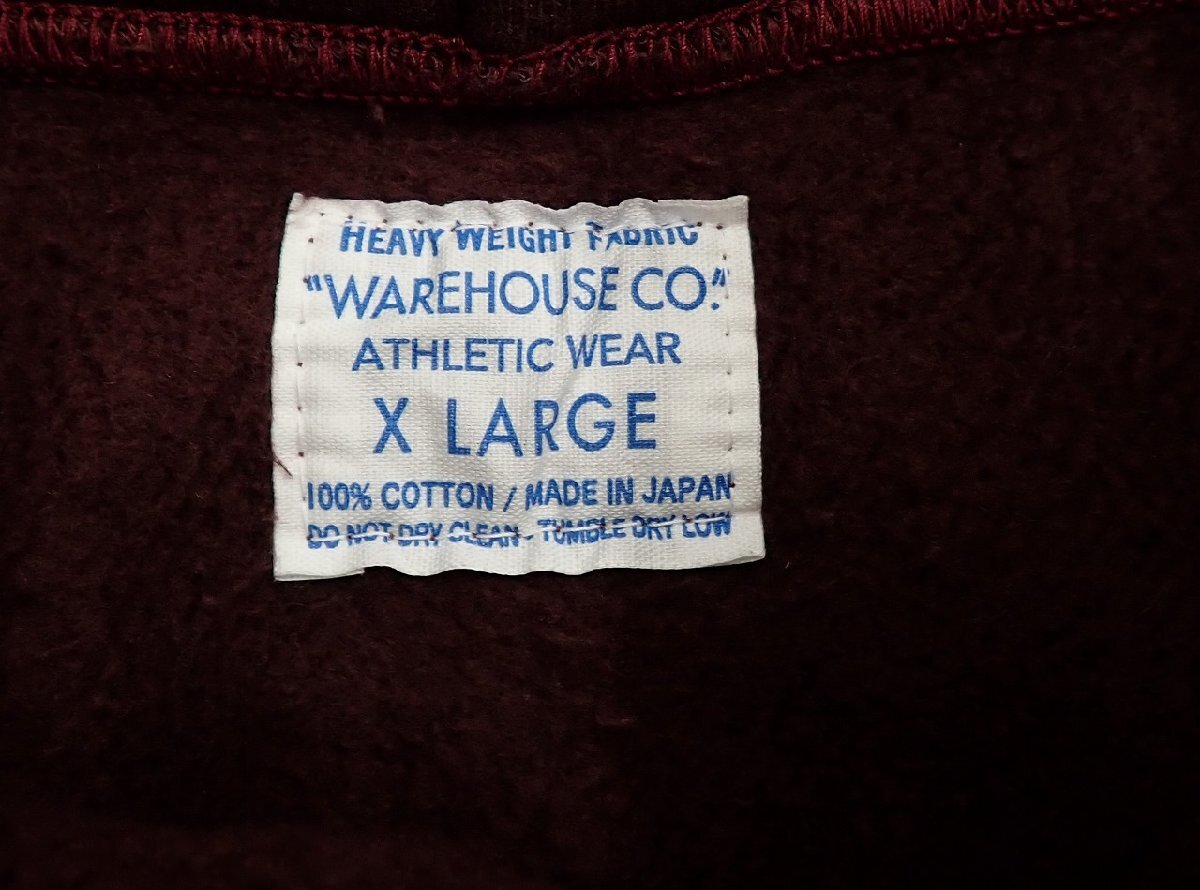 HEAVY WEIGHT FABRIC
"WAREHOUSE CO."
ATHLETIC WEAR
X LARGE
100% COTTON / MADE IN JAPAN
DO NOT DRY CLEAN - TUMBLE DRY LOW